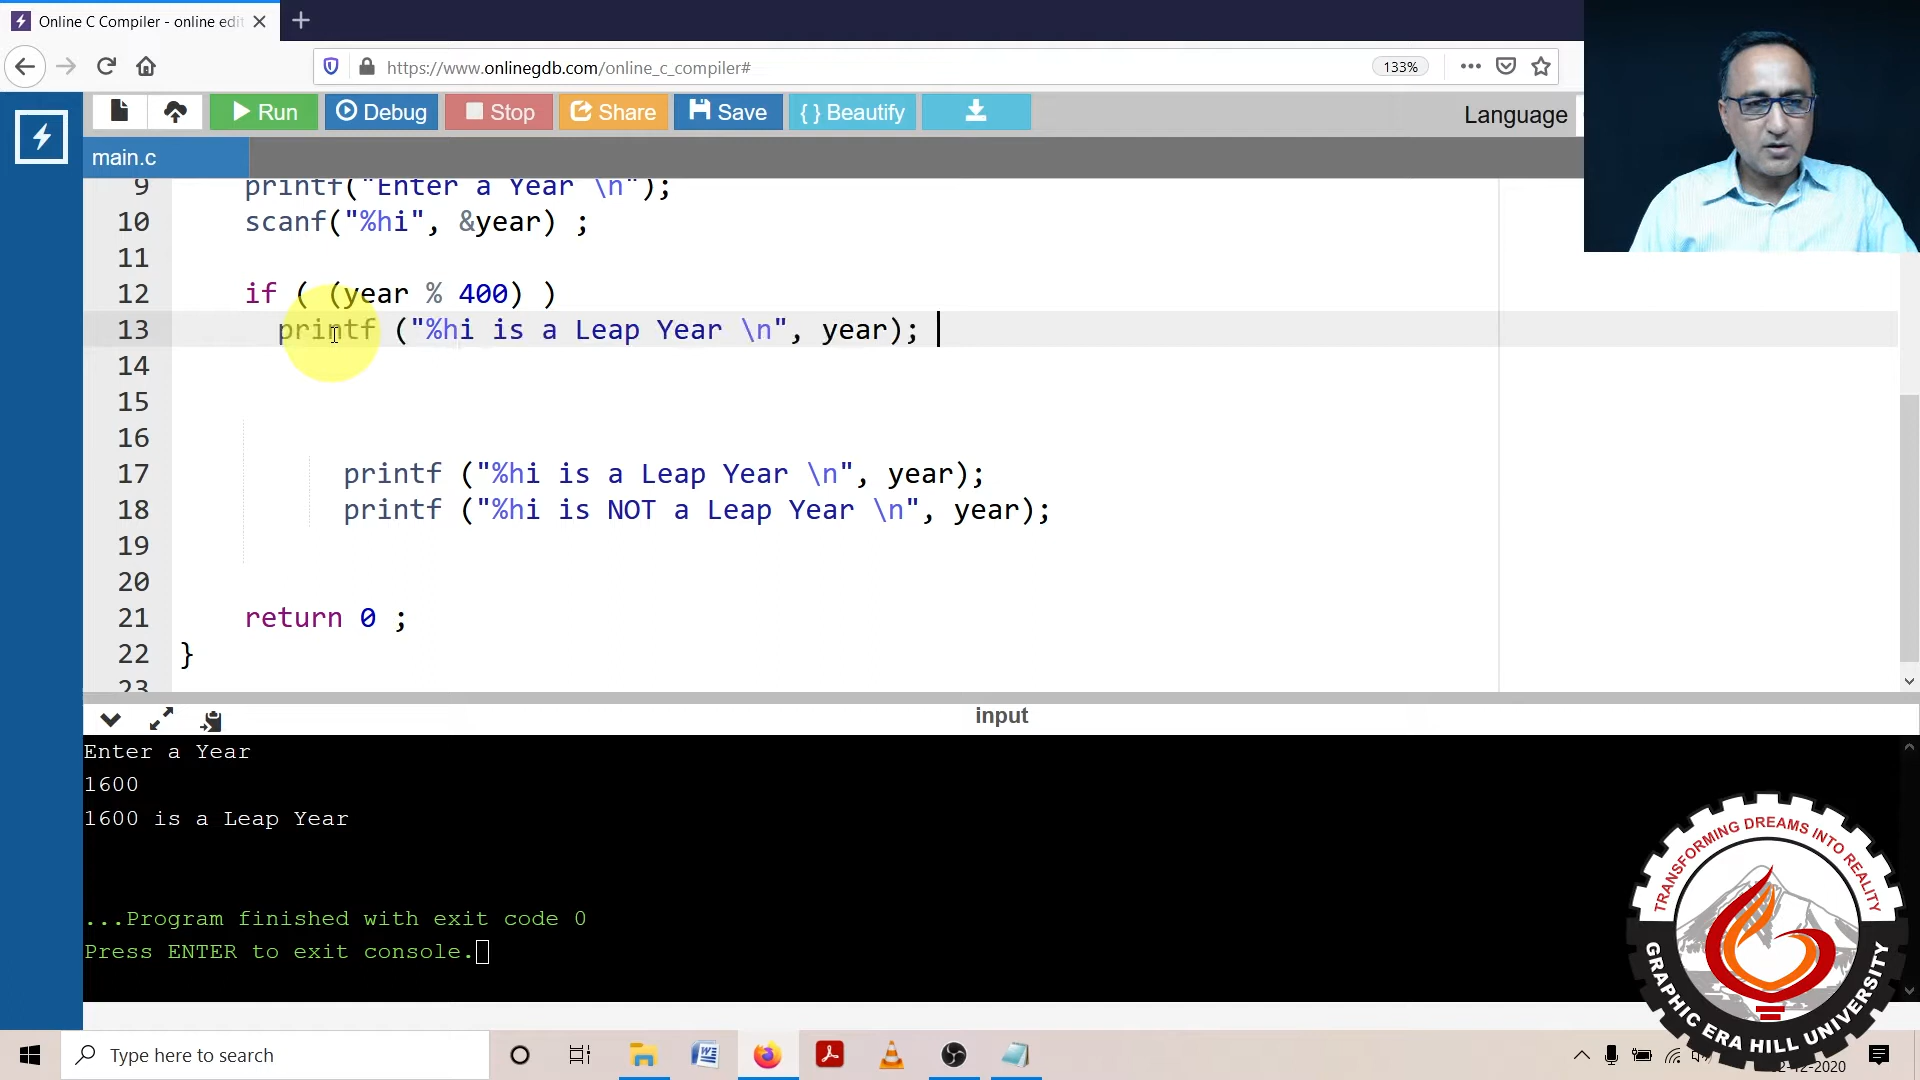 Online C Compiler - online edit
https://www.onlinegdb.com/online_c_compiler#
133%
Run
Debug
Stop
Share
Save
{ } Beautify
Language
main.c
9 printf("Enter a Year \n");
10 scanf("%hi", &year) ;
11
12 if ( (year % 400) )
13 printf ("%hi is a Leap Year \n", year);
14
15
16
17 printf ("%hi is a Leap Year \n", year);
18 printf ("%hi is NOT a Leap Year \n", year);
19
20
21 return 0 ;
22 }
23
input
Enter a Year
1600
1600 is a Leap Year
...Program finished with exit code 0
Press ENTER to exit console.
TRANSFORMING DREAMS INTO REALITY
GRAPHIC ERA HILL UNIVERSITY
Type here to search